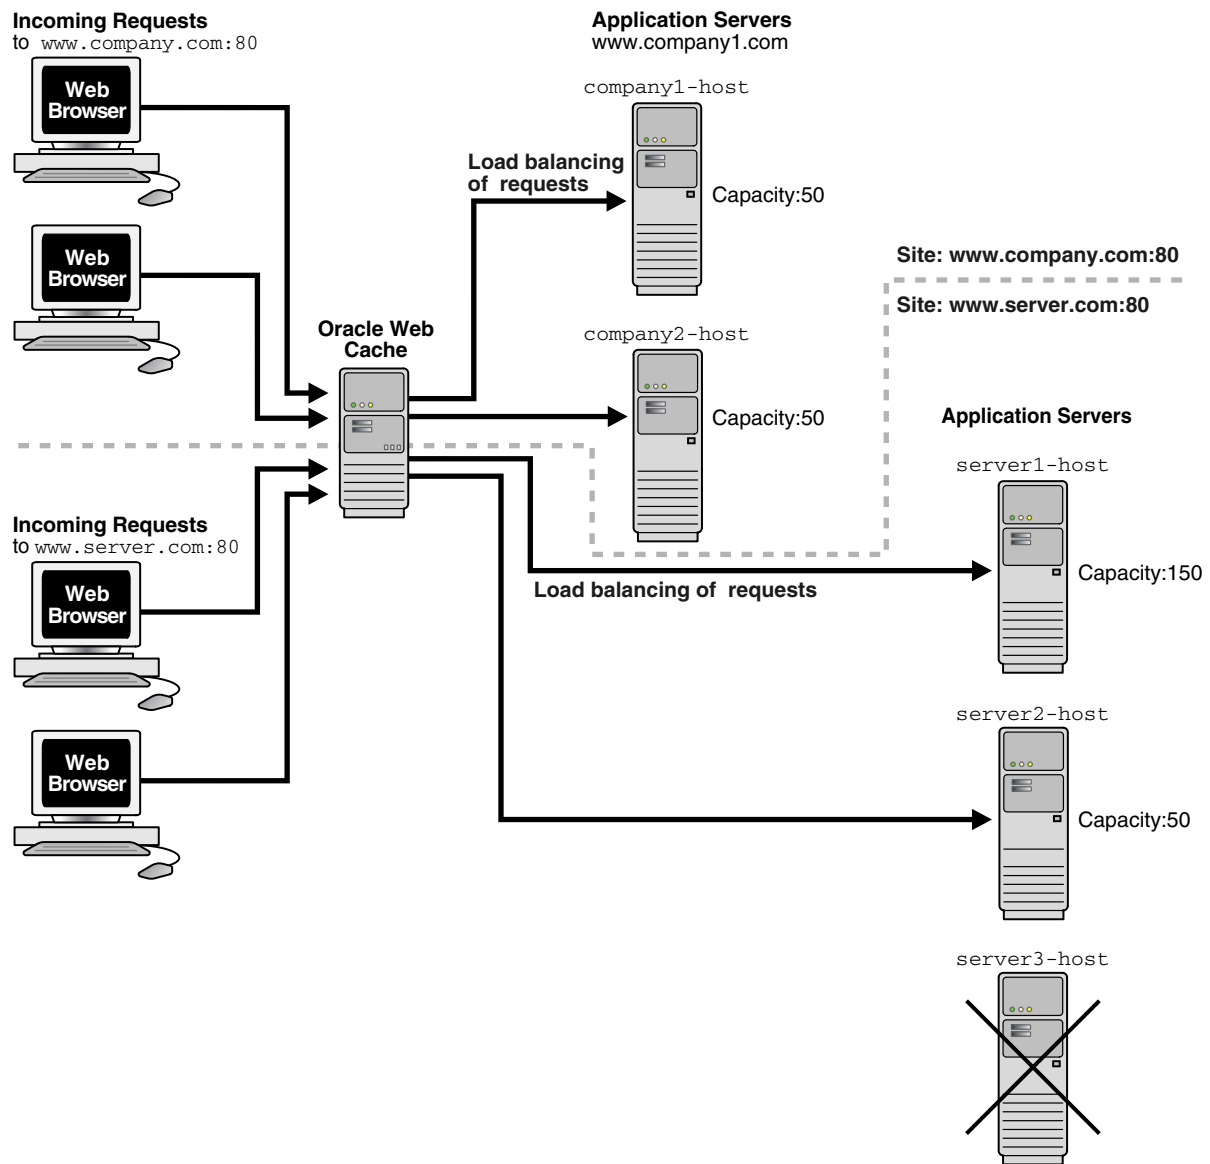 Incoming Requests
to www.company.com:80
Web
Browser
Web
Browser
Application Servers
www.company1.com
company1-host
Load balancing
of requests
Capacity:50
Site: www.company.com:80
Site: www.server.com:80
Oracle Web
Cache
company2-host
Capacity:50
Application Servers
server1-host
Incoming Requests
to www.server.com:80
Web
Browser
Web
Browser
Load balancing of requests
Capacity:150
server2-host
Capacity:50
server3-host